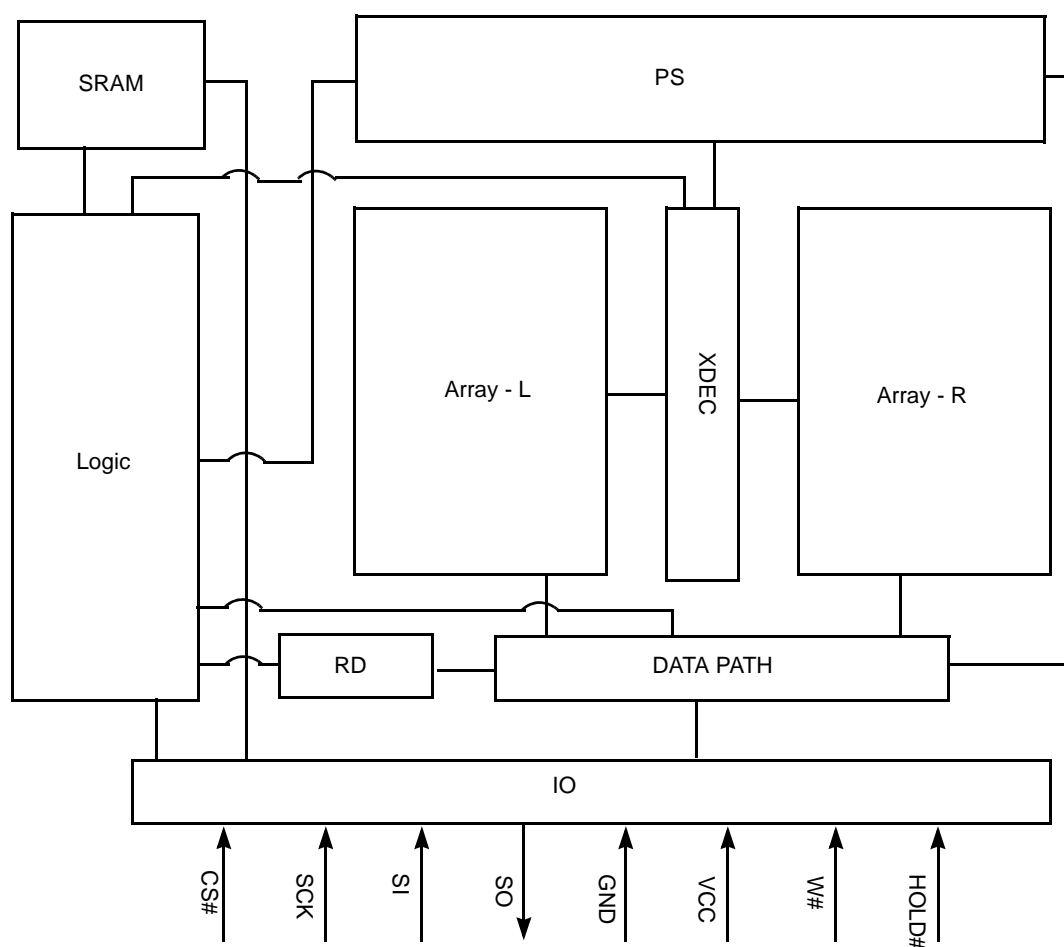 SRAM
PS
Array - L
XDEC
Array - R
Logic
RD
DATA PATH
IO
CS#
SCK
SI
SO
GND
VCC
W#
HOLD#